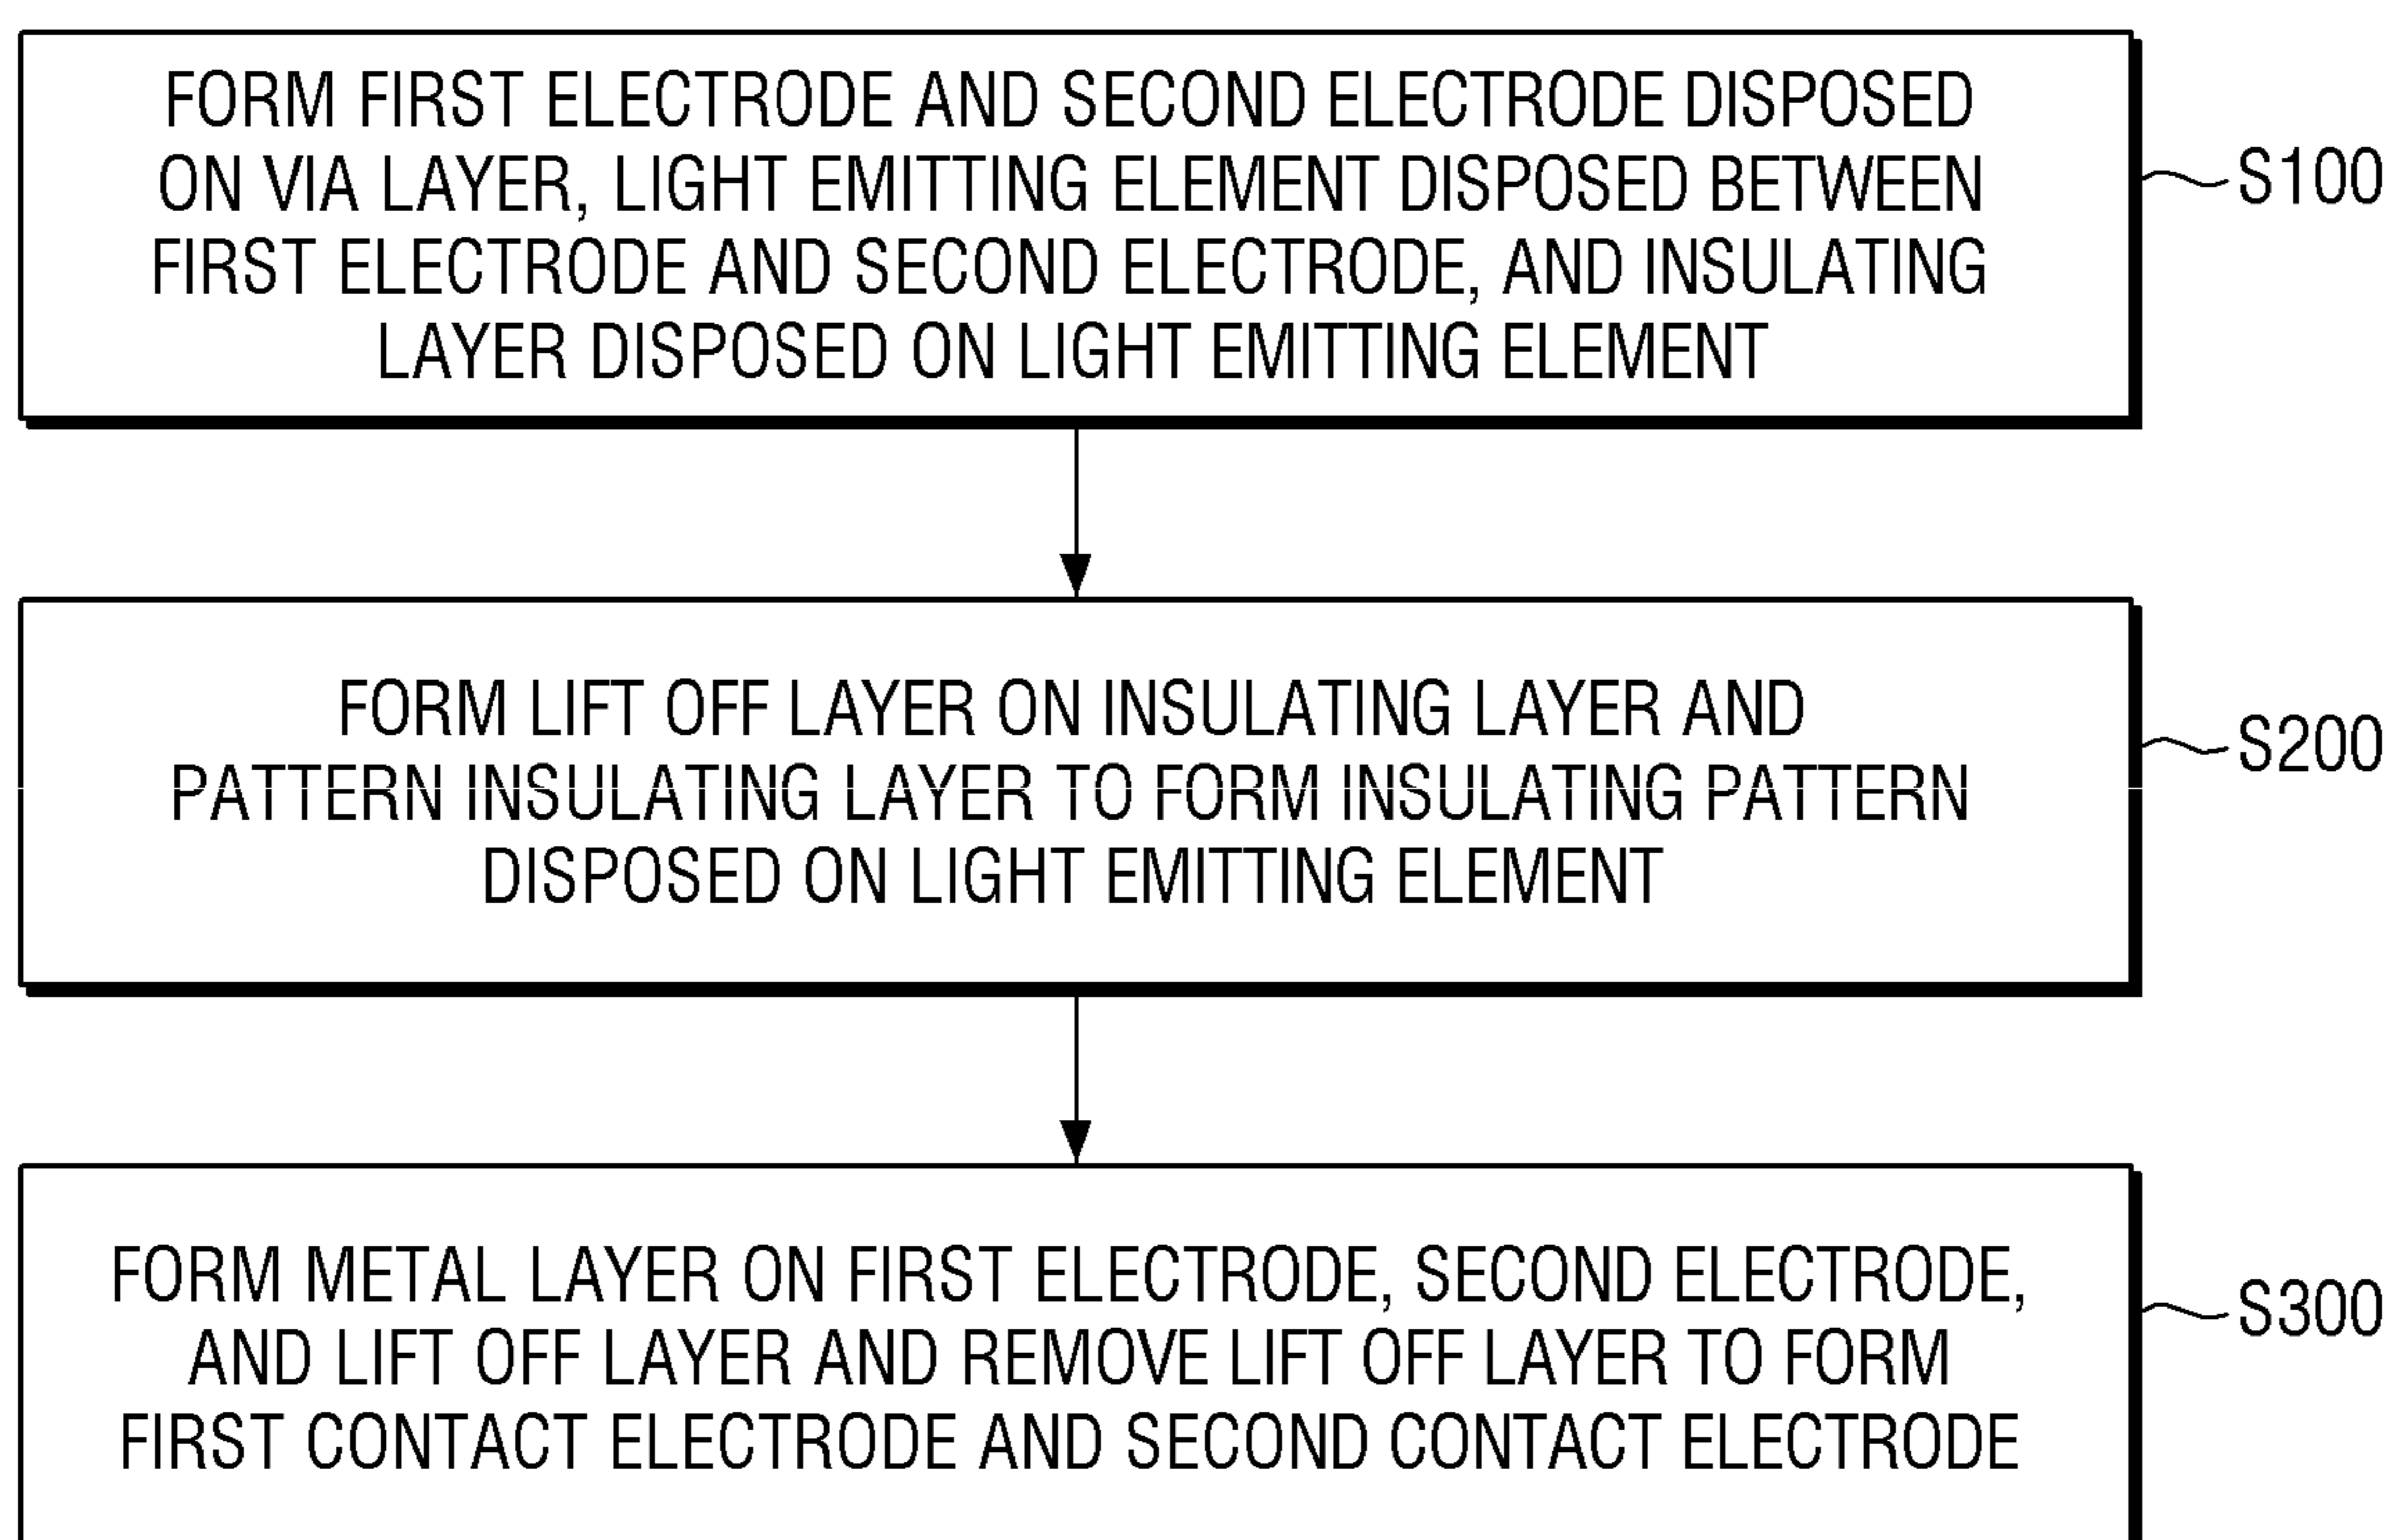 FORM FIRST ELECTRODE AND SECOND ELECTRODE DISPOSED
ON VIA LAYER, LIGHT EMITTING ELEMENT DISPOSED BETWEEN
FIRST ELECTRODE AND SECOND ELECTRODE, AND INSULATING
LAYER DISPOSED ON LIGHT EMITTING ELEMENT
S100
FORM LIFT OFF LAYER ON INSULATING LAYER AND
PATTERN INSULATING LAYER TO FORM INSULATING PATTERN
DISPOSED ON LIGHT EMITTING ELEMENT
S200
FORM METAL LAYER ON FIRST ELECTRODE, SECOND ELECTRODE,
AND LIFT OFF LAYER AND REMOVE LIFT OFF LAYER TO FORM
FIRST CONTACT ELECTRODE AND SECOND CONTACT ELECTRODE
S300